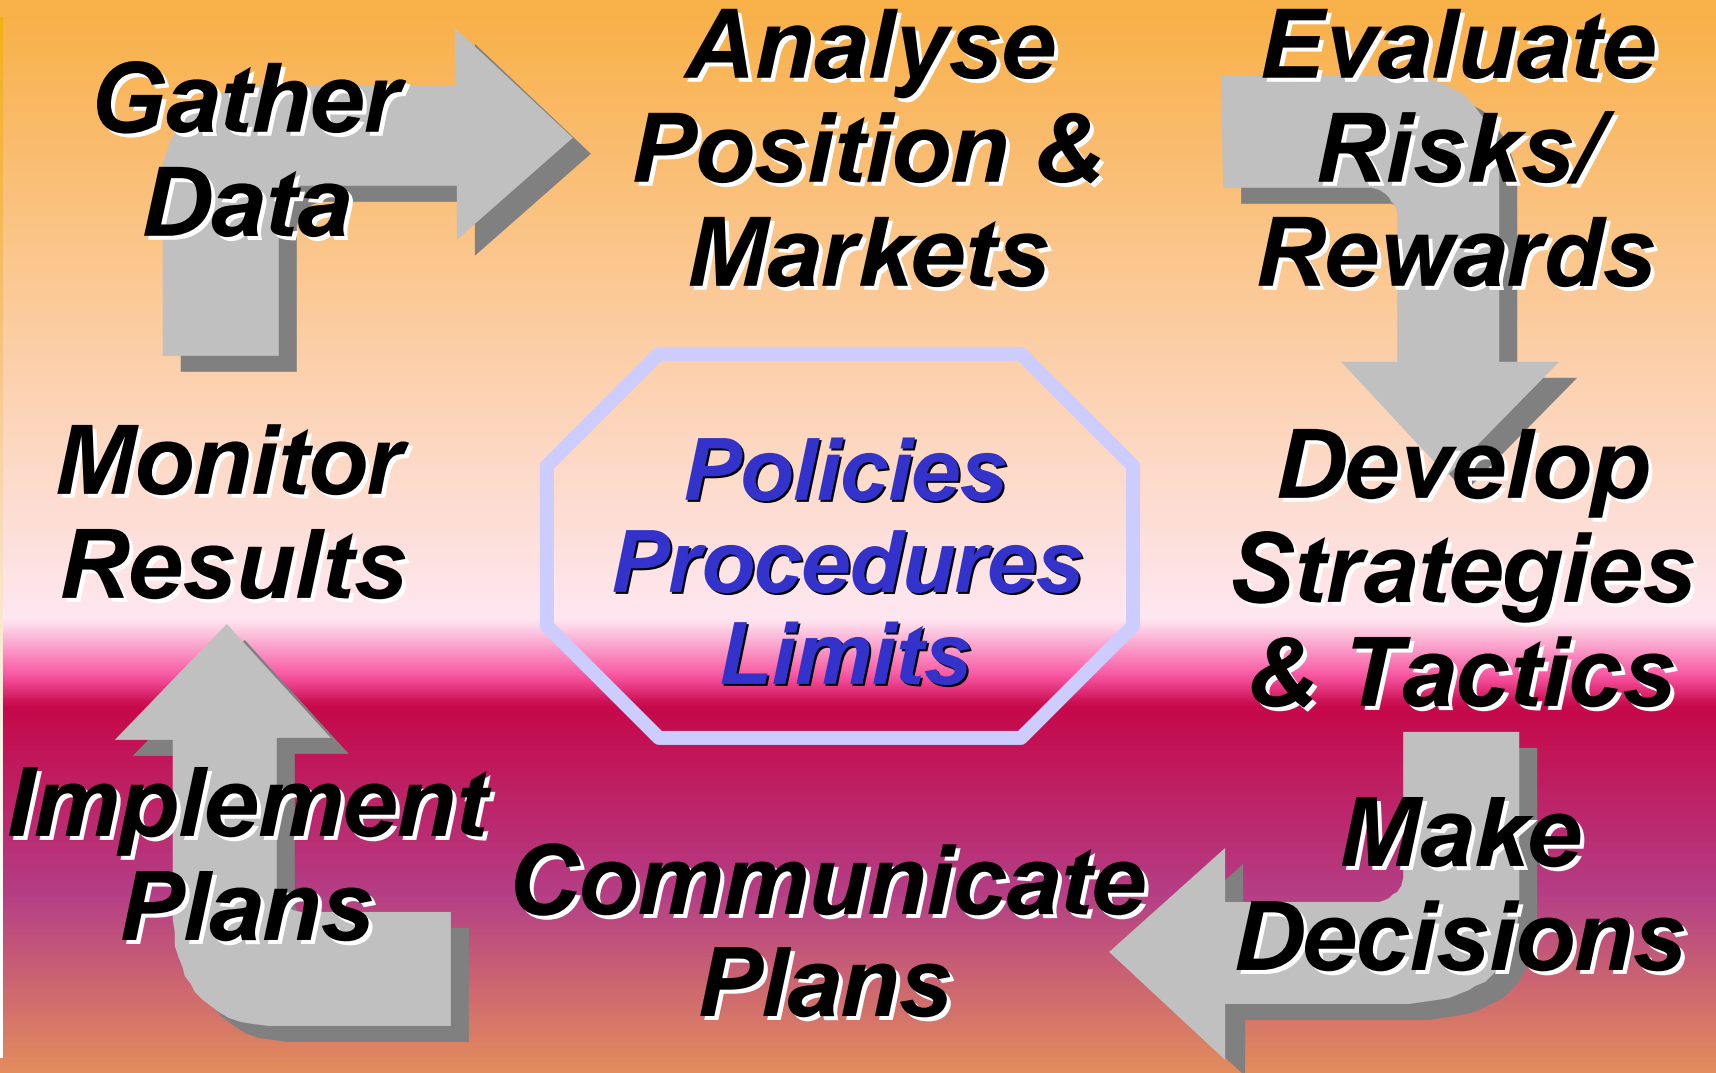 Gather
Data
Analyse
Position &
Markets
Evaluate
Risks/
Rewards
Monitor
Results
Policies
Procedures
Limits
Develop
Strategies
& Tactics
Implement
Plans
Communicate
Plans
Make
Decisions